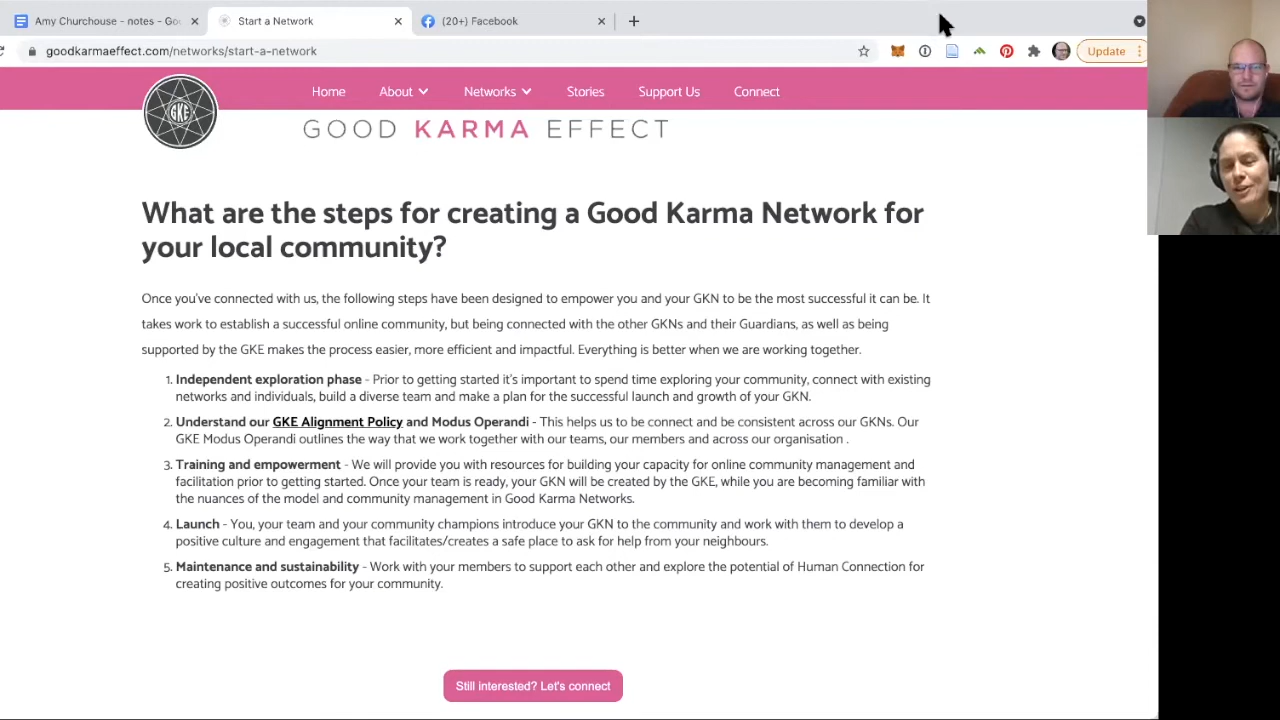 Amy Churchouse - notes - Goo
Start a Network
(20+) Facebook
goodkarmaeffect.com/networks/start-a-network
Update
Home About Networks Stories Support Us Connect
GKE
GOOD KARMA EFFECT
What are the steps for creating a Good Karma Network for
your local community?
Once you've connected with us, the following steps have been designed to empower you and your GKN to be the most successful it can be. It
takes work to establish a successful online community, but being connected with the other GKNs and their Guardians, as well as being
supported by the GKE makes the process easier, more efficient and impactful. Everything is better when we are working together.
1. Independent exploration phase - Prior to getting started it's important to spend time exploring your community, connect with existing
networks and individuals, build a diverse team and make a plan for the successful launch and growth of your GKN.
2. Understand our GKE Alignment Policy and Modus Operandi - This helps us to be connect and be consistent across our GKNs. Our
GKE Modus Operandi outlines the way that we work together with our teams, our members and across our organisation .
3. Training and empowerment - We will provide you with resources for building your capacity for online community management and
facilitation prior to getting started. Once your team is ready, your GKN will be created by the GKE, while you are becoming familiar with
the nuances of the model and community management in Good Karma Networks.
4. Launch - You, your team and your community champions introduce your GKN to the community and work with them to develop a
positive culture and engagement that facilitates/creates a safe place to ask for help from your neighbours.
5. Maintenance and sustainability - Work with your members to support each other and explore the potential of Human Connection for
creating positive outcomes for your community.
Still interested? Let's connect